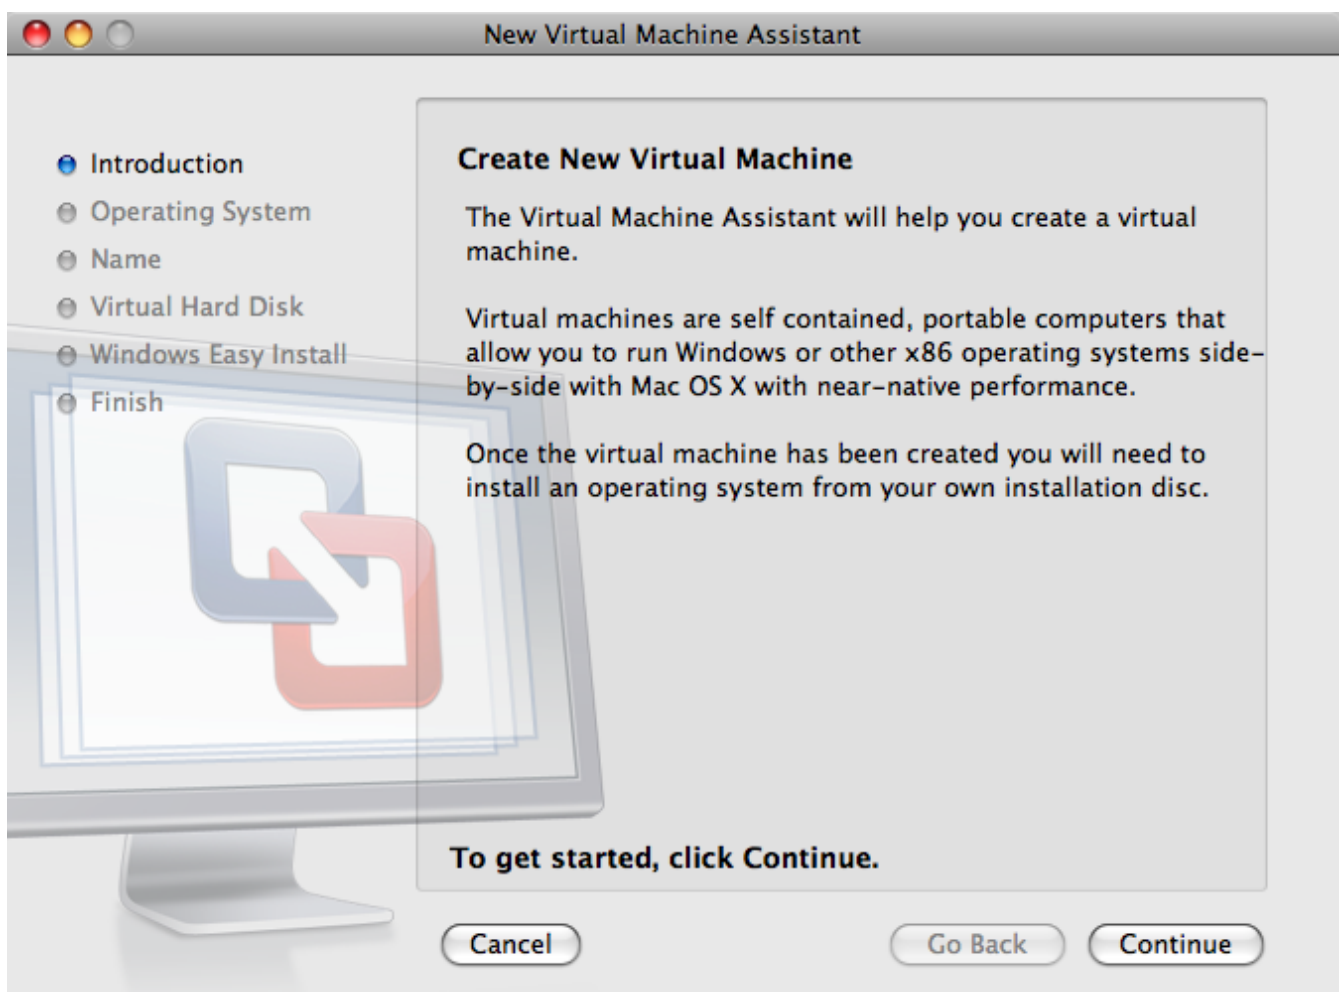 New Virtual Machine Assistant
Introduction
Operating System
Name
Virtual Hard Disk
Windows Easy Install
Finish
Create New Virtual Machine
The Virtual Machine Assistant will help you create a virtual
machine.
Virtual machines are self contained, portable computers that
allow you to run Windows or other x86 operating systems side-
by-side with Mac OS X with near-native performance.
Once the virtual machine has been created you will need to
install an operating system from your own installation disc.
To get started, click Continue.
Cancel
Go Back
Continue